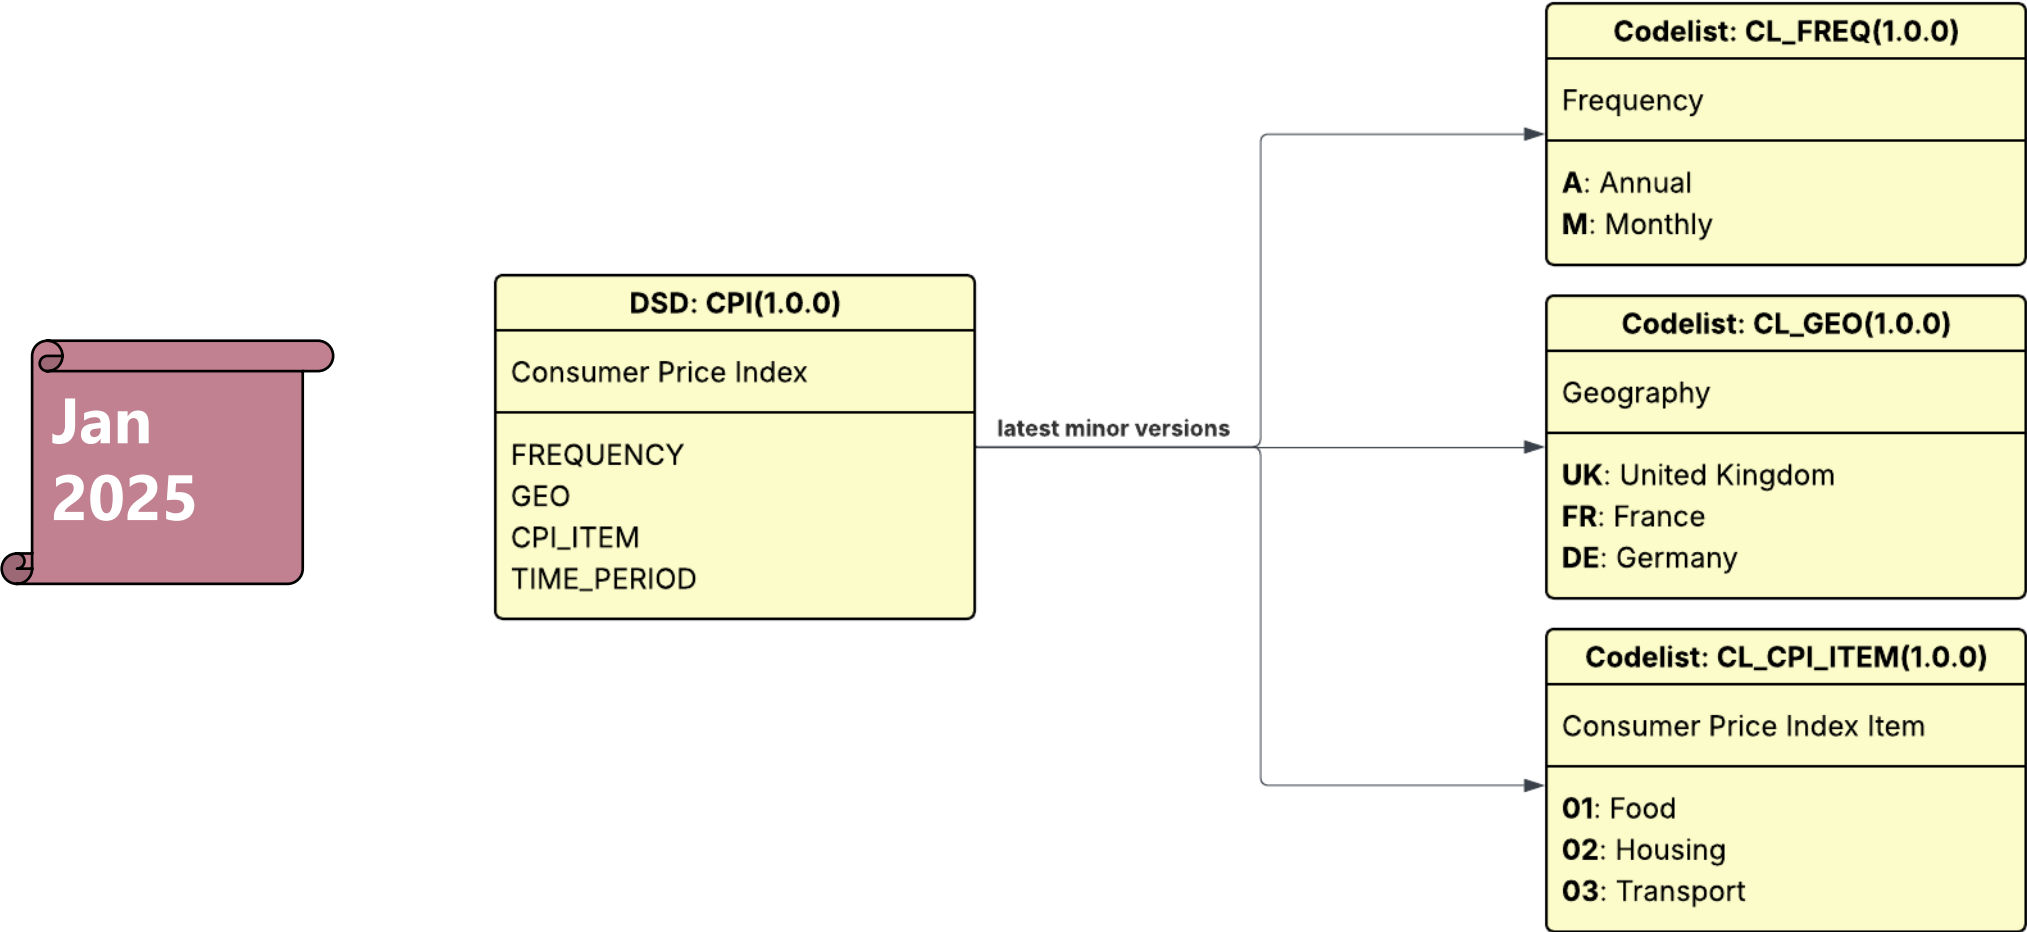 Jan
2025
DSD: CPI(1.0.0)
Consumer Price Index
FREQUENCY
GEO
CPI_ITEM
TIME_PERIOD
latest minor versions
Codelist: CL_FREQ(1.0.0)
Frequency
A: Annual
M: Monthly
Codelist: CL_GEO(1.0.0)
Geography
UK: United Kingdom
FR: France
DE: Germany
Codelist: CL_CPI_ITEM(1.0.0)
Consumer Price Index Item
01: Food
02: Housing
03: Transport